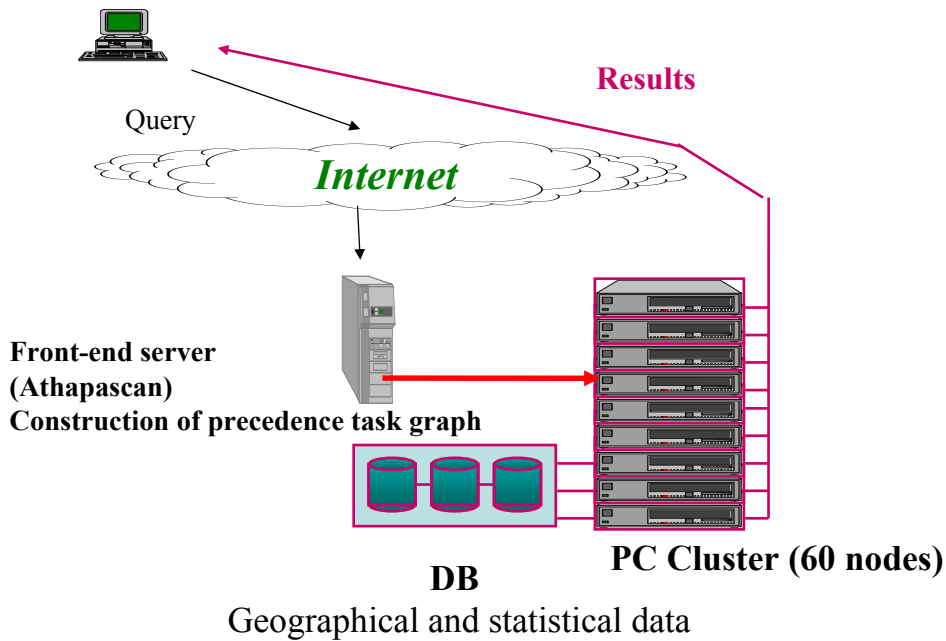 Results
Query
Internet
Front-end server
(Athapascan)
Construction of precedence task graph
PC Cluster (60 nodes)
DB
Geographical and statistical data